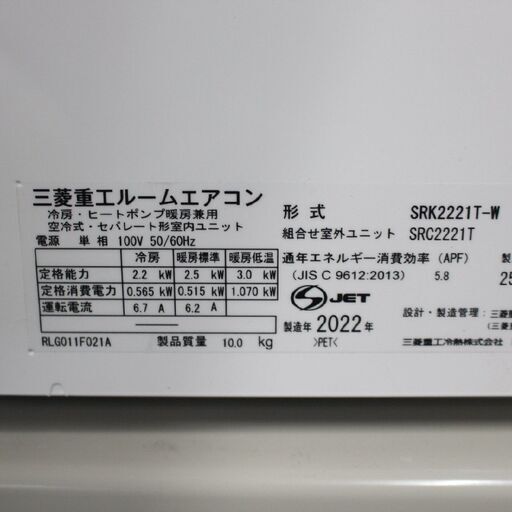 三菱重工ルームエアコン
冷房・ヒートポンプ暖房兼用
空冷式・セパレート形室内ユニット
電源 単相 100V 50/60Hz
冷房 暖房標準 暖房低温
定格能力 2.2 kW 2.5 kW 3.0 kW
定格消費電力 0.565 kW 0.515 kW 1.070 kW
運転電流 6.7 A 6.2 A
RLG011F021A 製品質量 10.0 kg
形式 SRK2221T-W
組合せ室外ユニット SRC2221T
通年エネルギー消費効率 (APF)
(JIS C 9612:2013) 5.8
S JET
製造年 2022年
>PET<
製
25
設計・製造管理: 三菱重
(三菱
三菱重工冷熱株式会社